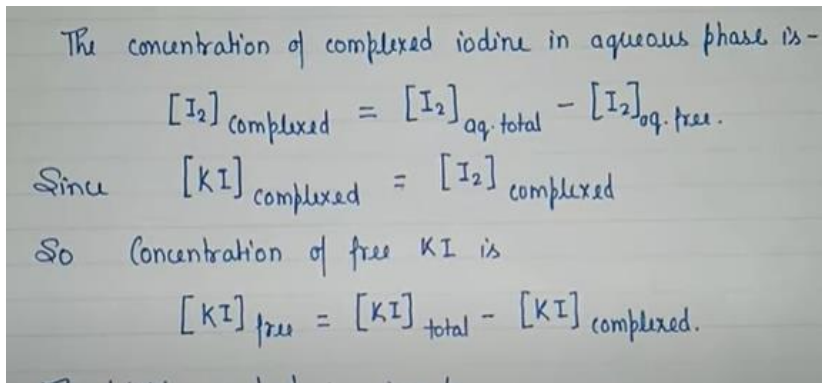 The concentration of complexed iodine in aqueous phase is-
[I2] complexed = [I2] aq. total - [I2] aq. free.
Since [KI] complexed = [I2] complexed
So Concentration of free KI is
[KI] free = [KI] total - [KI] complexed.